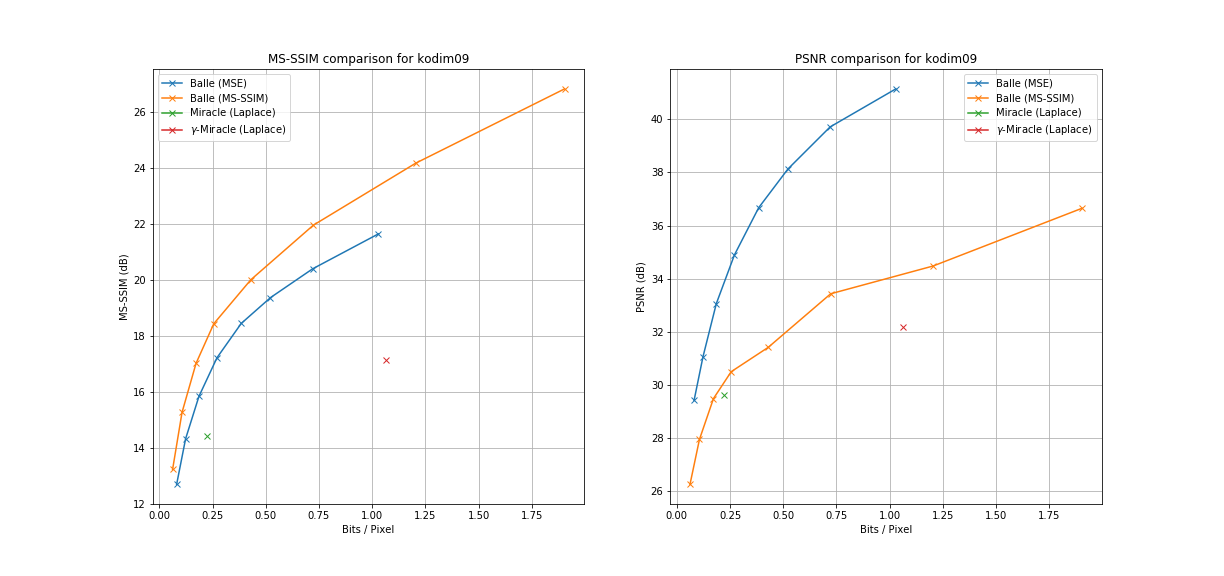 MS-SSIM comparison for kodim09
Balle (MSE)
Balle (MS-SSIM)
Miracle (Laplace)
γ-Miracle (Laplace)
MS-SSIM (dB)
26
24
22
20
18
16
14
12
0.00 0.25 0.50 0.75 1.00 1.25 1.50 1.75
Bits / Pixel
PSNR comparison for kodim09
Balle (MSE)
Balle (MS-SSIM)
Miracle (Laplace)
γ-Miracle (Laplace)
PSNR (dB)
40
38
36
34
32
30
28
26
0.00 0.25 0.50 0.75 1.00 1.25 1.50 1.75
Bits / Pixel